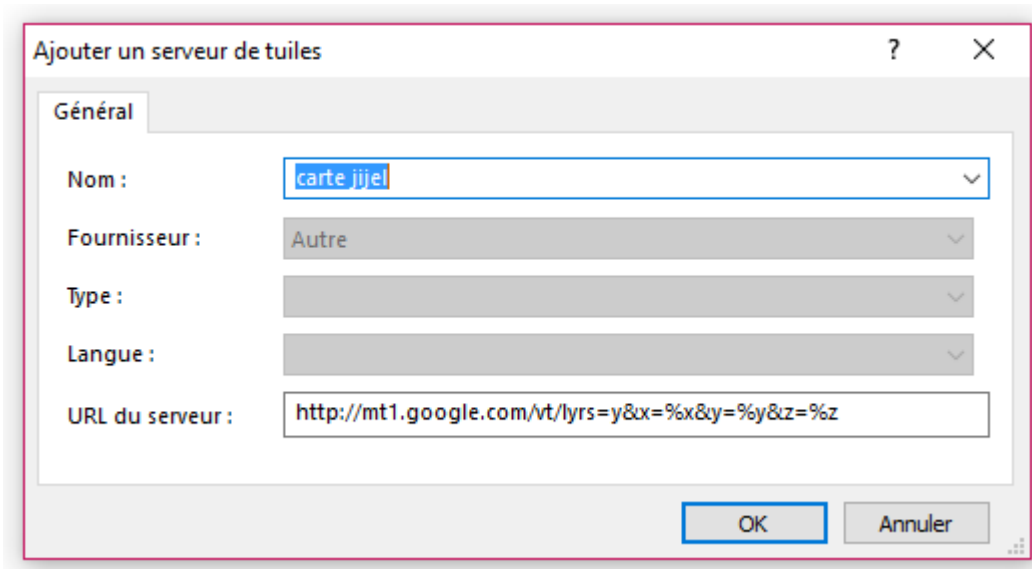 Ajouter un serveur de tuiles ?
Général
Nom : carte jijel
Fournisseur : Autre
Type :
Langue :
URL du serveur : http://mt1.google.com/vt/lyrs=y&x=%x&y=%y&z=%z
OK Annuler